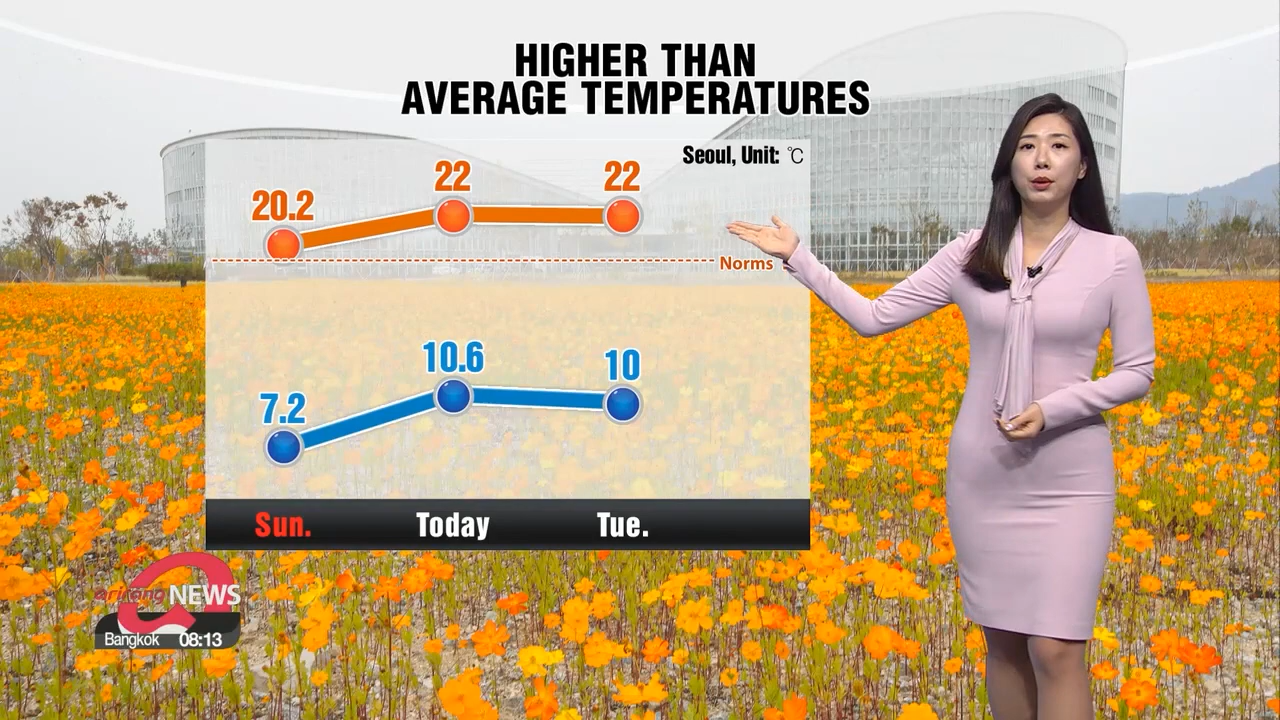 HIGHER THAN
AVERAGE TEMPERATURES
Seoul, Unit: ℃
20.2
22
22
Norms
7.2
10.6
10
Sun.
Today
Tue.
arirang NEWS
Bangkok 08:13